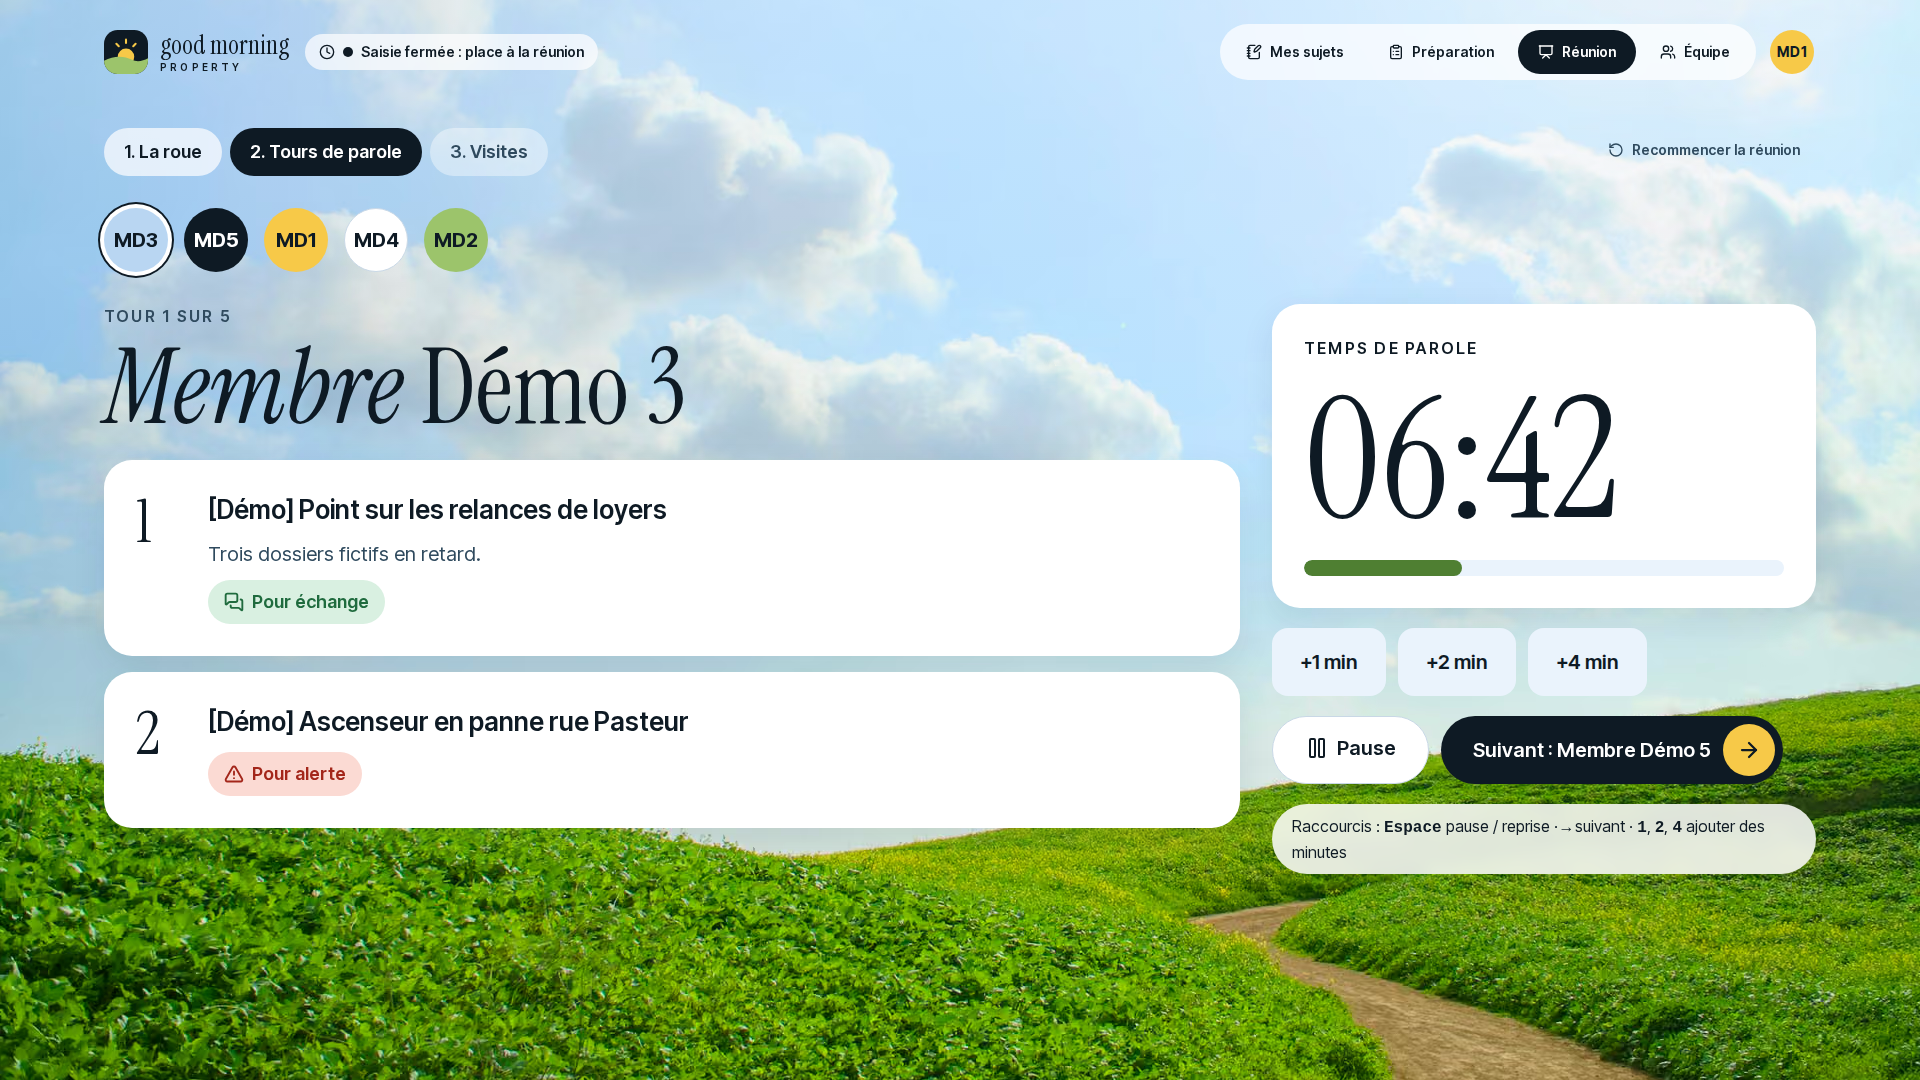 good morning
PROPERTY
Saisie fermée : place à la réunion
Mes sujets
Préparation
Réunion
Équipe
MD1
1. La roue
2. Tours de parole
3. Visites
Recommencer la réunion
MD3
MD5
MD1
MD4
MD2
TOUR 1 SUR 5
Membre Démo 3
1
[Démo] Point sur les relances de loyers
Trois dossiers fictifs en retard.
Pour échange
2
[Démo] Ascenseur en panne rue Pasteur
Pour alerte
TEMPS DE PAROLE
06:42
+1 min
+2 min
+4 min
Pause
Suivant : Membre Démo 5
Raccourcis : Espace pause / reprise · → suivant · 1, 2, 4 ajouter des
minutes